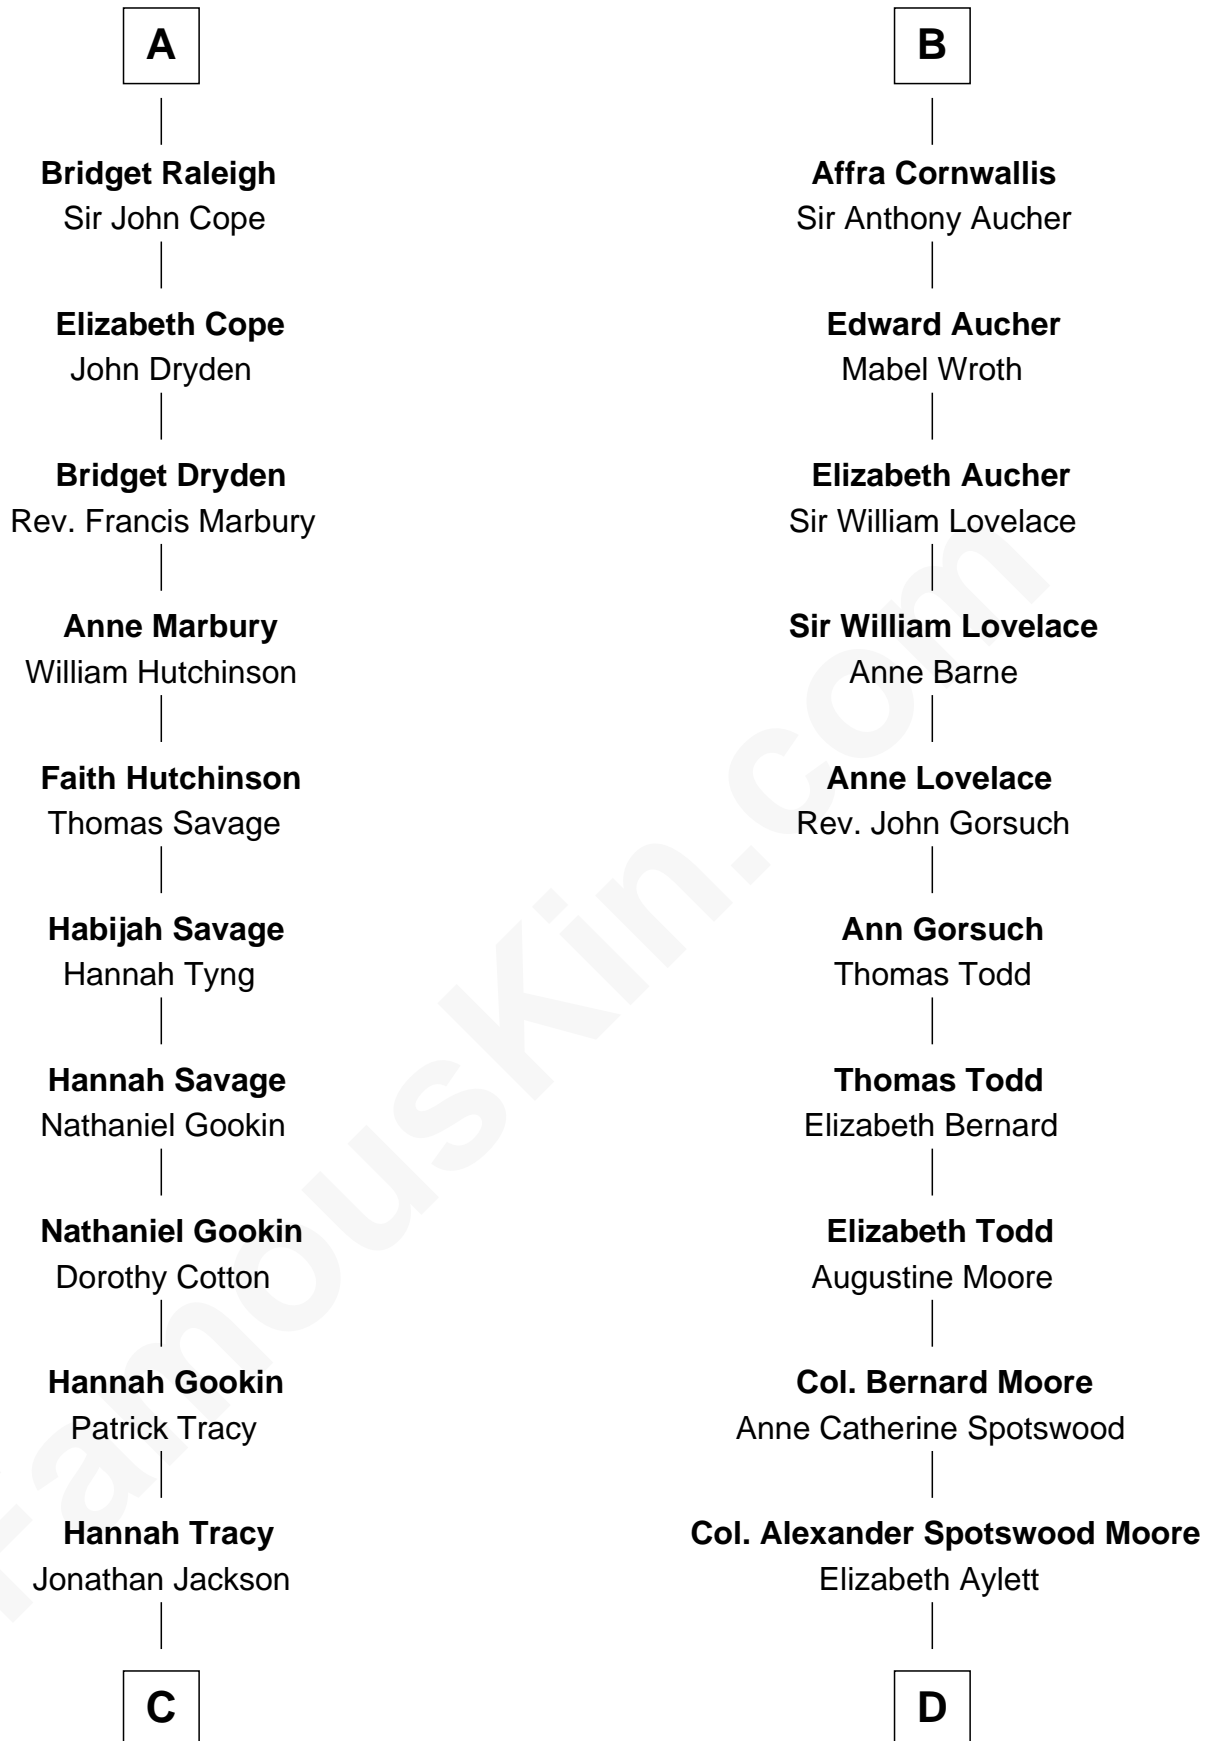 A
Bridget Raleigh
Sir John Cope
Elizabeth Cope
John Dryden
Bridget Dryden
Rev. Francis Marbury
Anne Marbury
William Hutchinson
Faith Hutchinson
Thomas Savage
Habijah Savage
Hannah Tyng
Hannah Savage
Nathaniel Gookin
Nathaniel Gookin
Dorothy Cotton
Hannah Gookin
Patrick Tracy
Hannah Tracy
Jonathan Jackson
C
B
Affra Cornwallis
Sir Anthony Aucher
Edward Aucher
Mabel Wroth
Elizabeth Aucher
Sir William Lovelace
Sir William Lovelace
Anne Barne
Anne Lovelace
Rev. John Gorsuch
Ann Gorsuch
Thomas Todd
Thomas Todd
Elizabeth Bernard
Elizabeth Todd
Augustine Moore
Col. Bernard Moore
Anne Catherine Spotswood
Col. Alexander Spotswood Moore
Elizabeth Aylett
D
FamousKin.com